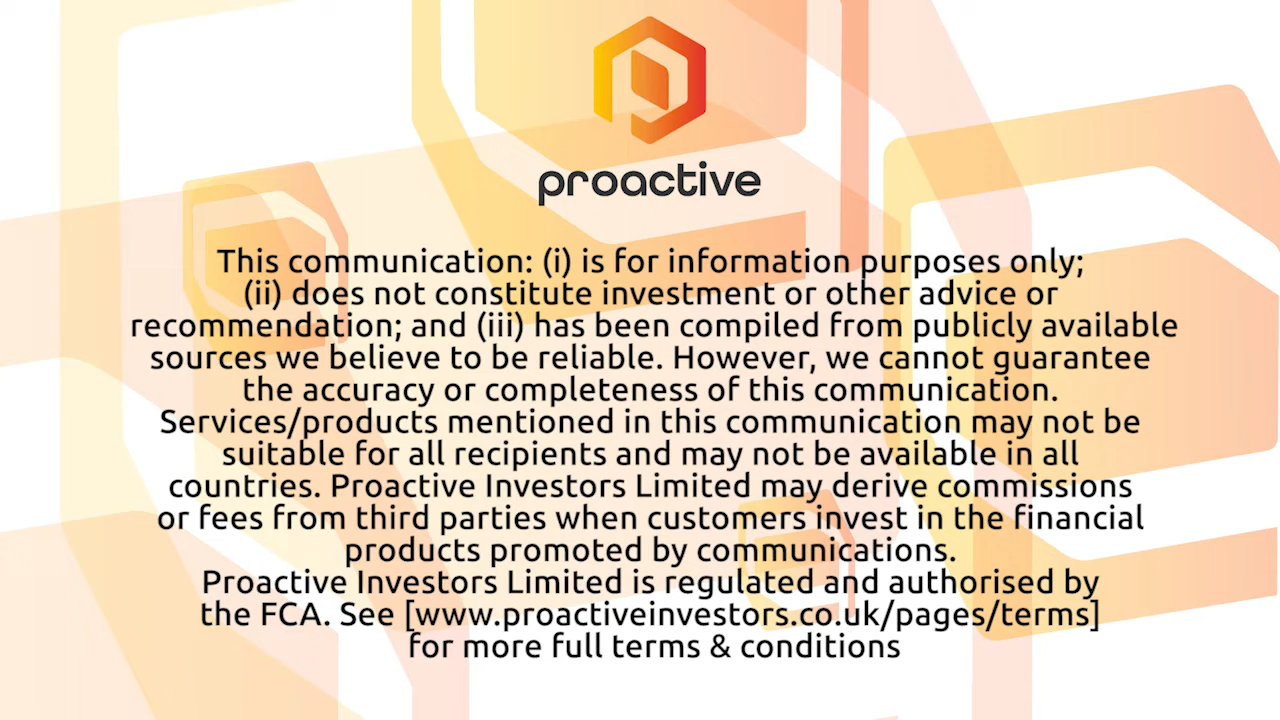 proactive
This communication: (i) is for information purposes only;
(ii) does not constitute investment or other advice or
recommendation; and (iii) has been compiled from publicly available
sources we believe to be reliable. However, we cannot guarantee
the accuracy or completeness of this communication.
Services/products mentioned in this communication may not be
suitable for all recipients and may not be available in all
countries. Proactive Investors Limited may derive commissions
or fees from third parties when customers invest in the financial
products promoted by communications.
Proactive Investors Limited is regulated and authorised by
the FCA. See [www.proactiveinvestors.co.uk/pages/terms]
for more full terms & conditions